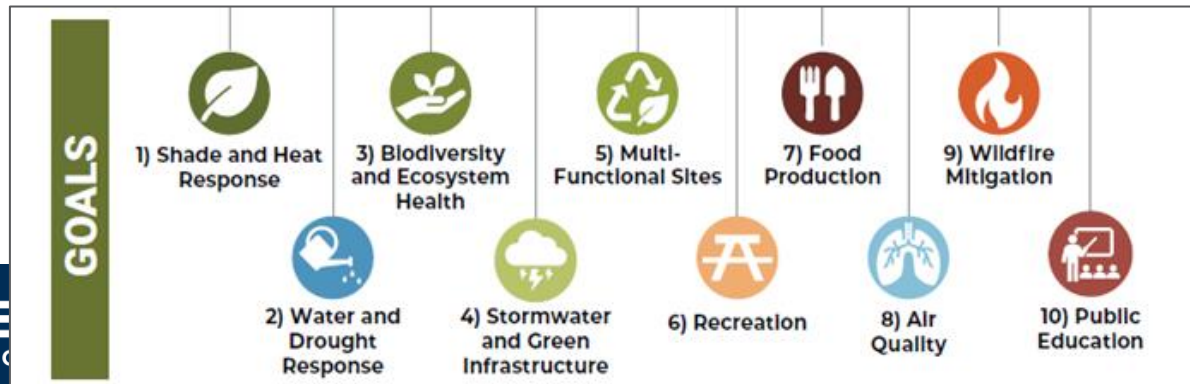 GOALS
1) Shade and Heat
Response
2) Water and
Drought
Response
3) Biodiversity
and Ecosystem
Health
4) Stormwater
and Green
Infrastructure
5) Multi-
Functional Sites
6) Recreation
7) Food
Production
8) Air
Quality
9) Wildfire
Mitigation
10) Public
Education